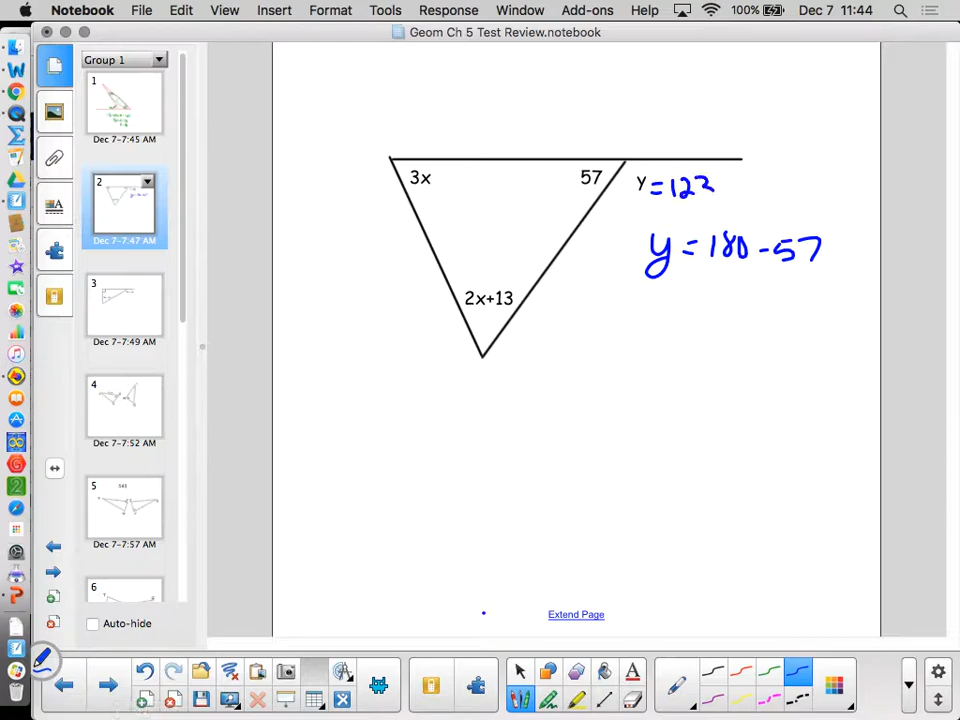 Notebook File Edit View Insert Format Tools Response Window Add-ons Help 100% Dec 7 11:44
Geom Ch 5 Test Review.notebook
Group 1
1
Dec 7-7:45 AM
2
Dec 7-7:47 AM
3
Dec 7-7:49 AM
4
Dec 7-7:52 AM
5
Dec 7-7:57 AM
6
Auto-hide
3x 57 y =123
y = 180-57
2x+13
Extend Page